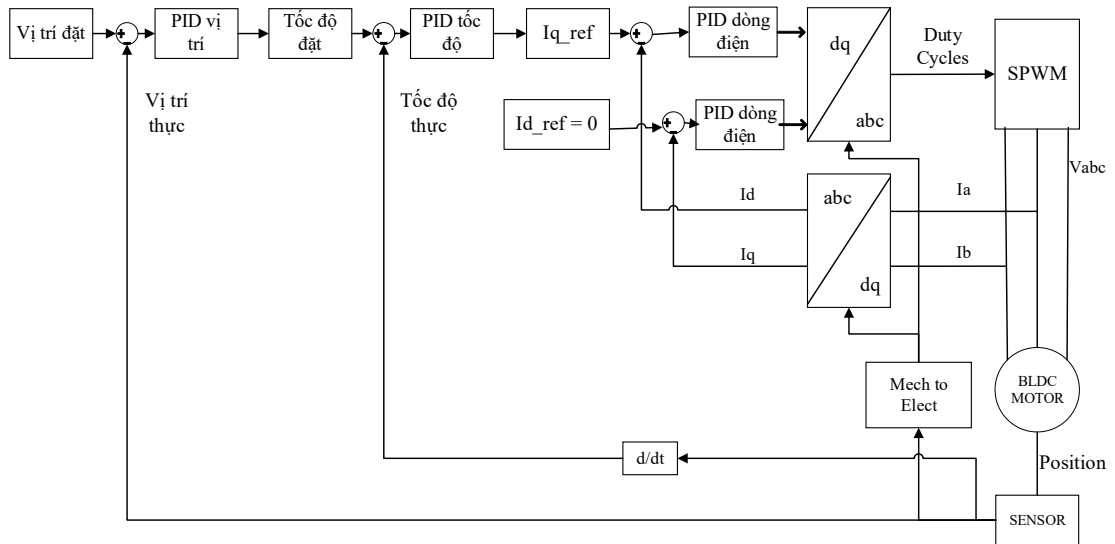 Vị trí đặt
PID vị
trí
Tốc độ
đặt
PID tốc
độ
Iq_ref
PID dòng
điện
dq
abc
Duty
Cycles
SPWM
Vị trí
thực
Tốc độ
thực
Id_ref = 0
PID dòng
điện
Vabc
Id
abc
Ia
Iq
dq
Ib
Mech to
Elect
BLDC
MOTOR
d/dt
Position
SENSOR